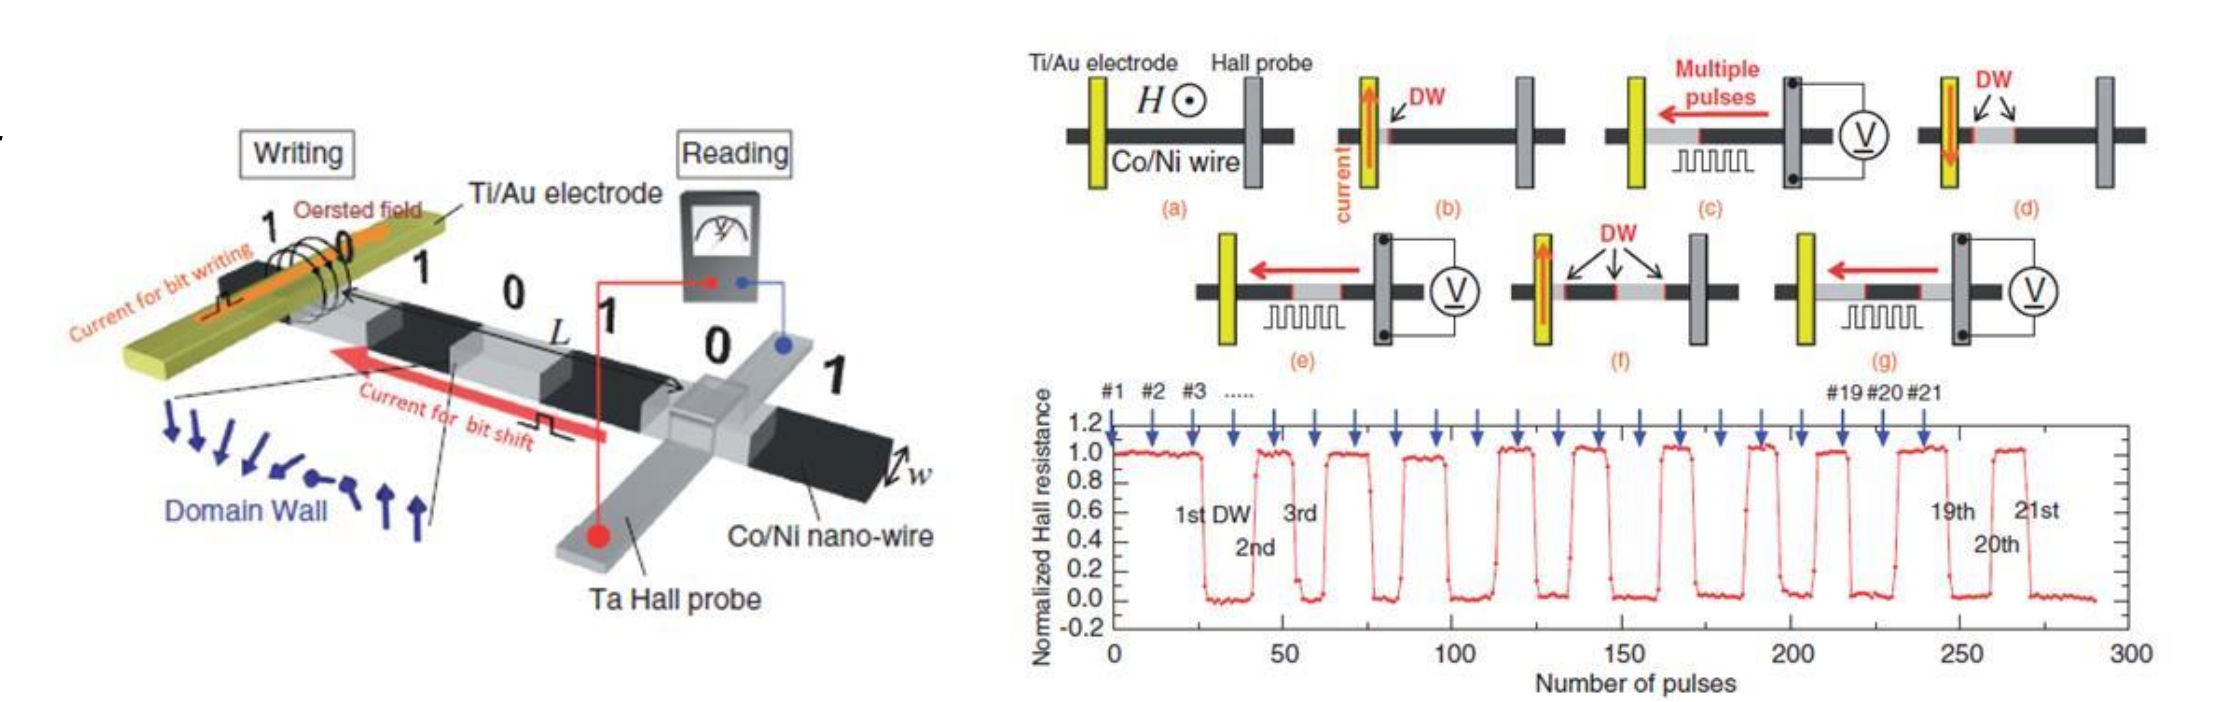 Writing
Reading
Ti/Au electrode
Oersted field
1
0
Current for bit writing
1
0
L
1
0
1
Current for bit shift
w
Domain Wall
Co/Ni nano-wire
Ta Hall probe
V
Ti/Au electrode
Hall probe
H
Co/Ni wire
(a)
DW
current
(b)
Multiple
pulses
V
(c)
DW
(d)
V
(e)
DW
(f)
V
(g)
#1 #2 #3 ..... #19 #20 #21
Normalized Hall resistance
1.2
1.0
0.8
0.6
0.4
0.2
0.0
-0.2
1st DW
2nd
3rd
19th
20th
21st
0 50 100 150 200 250 300
Number of pulses